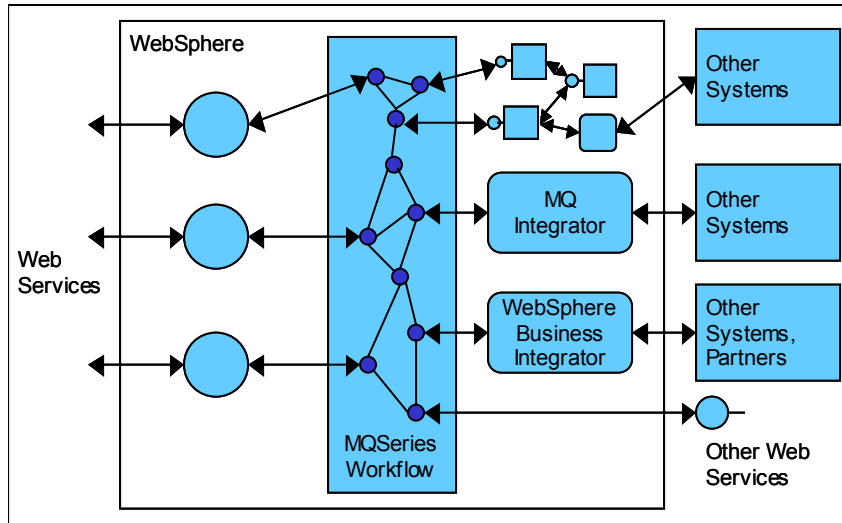 WebSphere
Other
Systems
MQ
Integrator
Other
Systems
Web
Services
WebSphere
Business
Integrator
Other
Systems,
Partners
MQSeries
Workflow
Other Web
Services